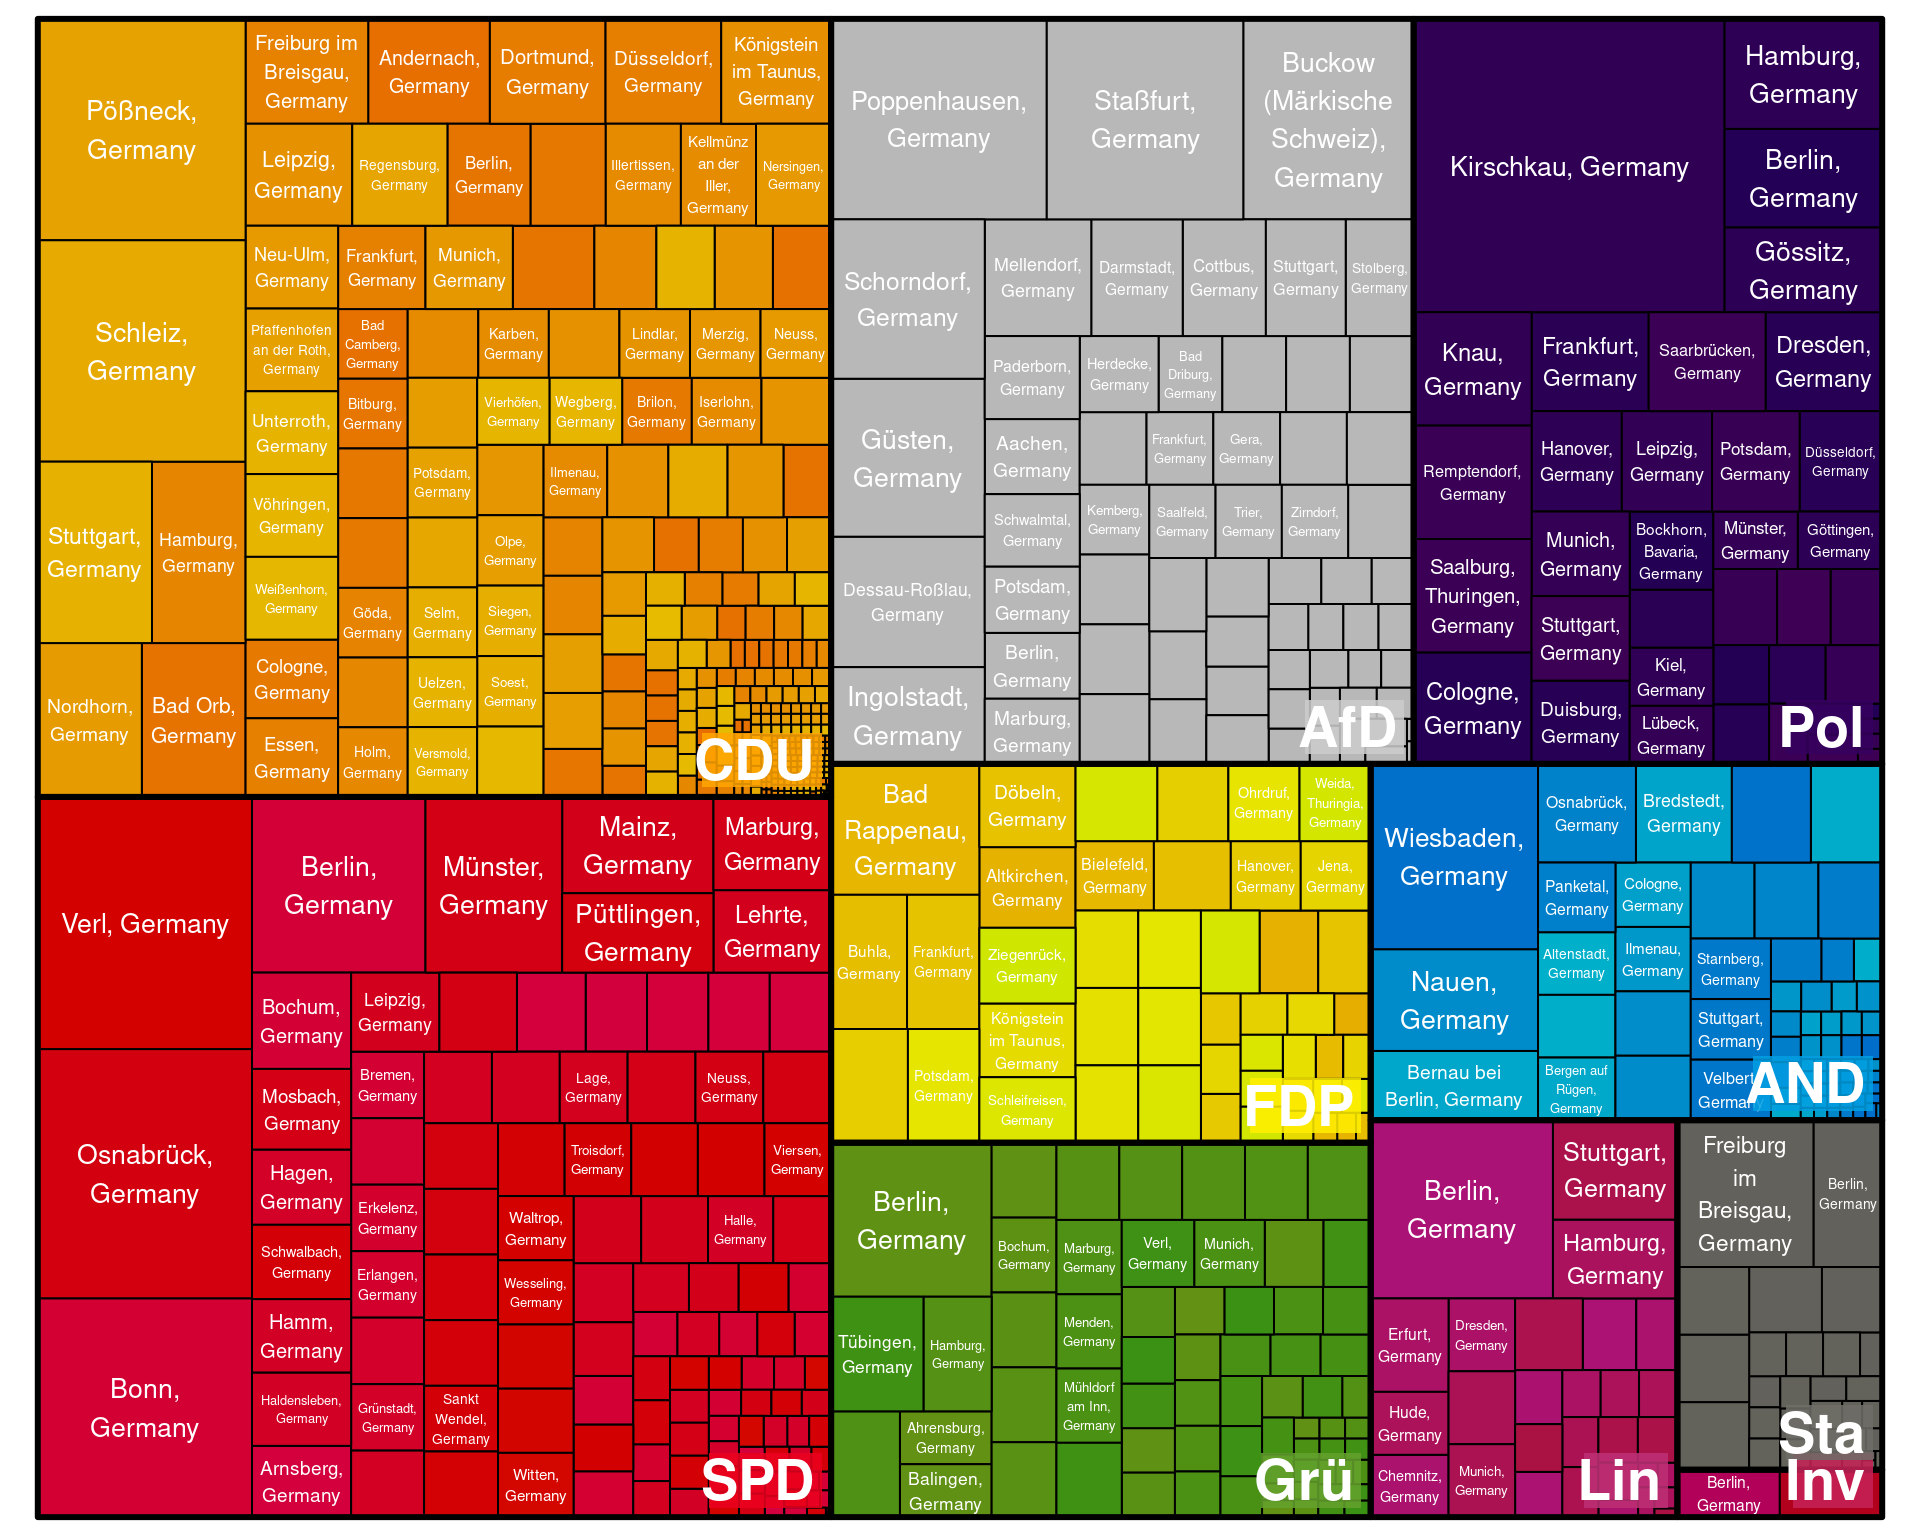 Pößneck,
Germany
Schleiz,
Germany
Stuttgart,
Germany
Hamburg,
Germany
Nordhorn,
Germany
Bad Orb,
Germany
Freiburg im
Breisgau,
Germany
Andernach,
Germany
Dortmund,
Germany
Düsseldorf,
Germany
Königstein
im Taunus,
Germany
Leipzig,
Germany
Regensburg,
Germany
Berlin,
Germany
Illertissen,
Germany
Kellmünz
an der
Iller,
Germany
Nersingen,
Germany
Neu-Ulm,
Germany
Frankfurt,
Germany
Munich,
Germany
Pfaffenhofen
an der Roth,
Germany
Bad
Camberg,
Germany
Karben,
Germany
Lindlar,
Germany
Merzig,
Germany
Neuss,
Germany
Unterroth,
Germany
Bitburg,
Germany
Vierhöfen,
Germany
Wegberg,
Germany
Brilon,
Germany
Iserlohn,
Germany
Vöhringen,
Germany
Potsdam,
Germany
Ilmenau,
Germany
Weißenhorn,
Germany
Olpe,
Germany
Göda,
Germany
Selm,
Germany
Siegen,
Germany
Cologne,
Germany
Uelzen,
Germany
Soest,
Germany
Essen,
Germany
Holm,
Germany
Versmold,
Germany
CDU
Poppenhausen,
Germany
Staßfurt,
Germany
Buckow
(Märkische
Schweiz),
Germany
Schorndorf,
Germany
Güsten,
Germany
Dessau-Roßlau,
Germany
Ingolstadt,
Germany
Mellendorf,
Germany
Darmstadt,
Germany
Cottbus,
Germany
Stuttgart,
Germany
Stolberg,
Germany
Paderborn,
Germany
Herdecke,
Germany
Bad
Driburg,
Germany
Aachen,
Germany
Frankfurt,
Germany
Gera,
Germany
Schwalmtal,
Germany
Kemberg,
Germany
Saalfeld,
Germany
Trier,
Germany
Zirndorf,
Germany
Potsdam,
Germany
Berlin,
Germany
Marburg,
Germany
AfD
Kirschkau, Germany
Hamburg,
Germany
Berlin,
Germany
Gössitz,
Germany
Knau,
Germany
Frankfurt,
Germany
Saarbrücken,
Germany
Dresden,
Germany
Remptendorf,
Germany
Hanover,
Germany
Leipzig,
Germany
Potsdam,
Germany
Düsseldorf,
Germany
Saalburg,
Thuringen,
Germany
Munich,
Germany
Bockhorn,
Bavaria,
Germany
Münster,
Germany
Göttingen,
Germany
Stuttgart,
Germany
Cologne,
Germany
Kiel,
Germany
Duisburg,
Germany
Lübeck,
Germany
Pol
Verl, Germany
Osnabrück,
Germany
Bonn,
Germany
Berlin,
Germany
Münster,
Germany
Mainz,
Germany
Marburg,
Germany
Püttlingen,
Germany
Lehrte,
Germany
Bochum,
Germany
Leipzig,
Germany
Mosbach,
Germany
Bremen,
Germany
Lage,
Germany
Neuss,
Germany
Hagen,
Germany
Troisdorf,
Germany
Viersen,
Germany
Erkelenz,
Germany
Waltrop,
Germany
Halle,
Germany
Schwalbach,
Germany
Erlangen,
Germany
Wesseling,
Germany
Hamm,
Germany
Haldensleben,
Germany
Grünstadt,
Germany
Sankt
Wendel,
Germany
Arnsberg,
Germany
Witten,
Germany
SPD
Bad
Rappenau,
Germany
Döbeln,
Germany
Ohrdruf,
Germany
Weida,
Thuringia,
Germany
Altkirchen,
Germany
Bielefeld,
Germany
Hanover,
Germany
Jena,
Germany
Buhla,
Germany
Frankfurt,
Germany
Ziegenrück,
Germany
Königstein
im Taunus,
Germany
Potsdam,
Germany
Schleifreisen,
Germany
FDP
Wiesbaden,
Germany
Osnabrück,
Germany
Bredstedt,
Germany
Panketal,
Germany
Cologne,
Germany
Nauen,
Germany
Altenstadt,
Germany
Ilmenau,
Germany
Starnberg,
Germany
Stuttgart,
Germany
Bernau bei
Berlin, Germany
Bergen auf
Rügen,
Germany
Velbert,
Germany
AND
Berlin,
Germany
Bochum,
Germany
Marburg,
Germany
Verl,
Germany
Munich,
Germany
Tübingen,
Germany
Hamburg,
Germany
Menden,
Germany
Mühldorf
am Inn,
Germany
Ahrensburg,
Germany
Balingen,
Germany
Grü
Berlin,
Germany
Stuttgart,
Germany
Hamburg,
Germany
Erfurt,
Germany
Dresden,
Germany
Hude,
Germany
Chemnitz,
Germany
Munich,
Germany
Lin
Freiburg
im
Breisgau,
Germany
Berlin,
Germany
Sta
Berlin,
Germany
Inv